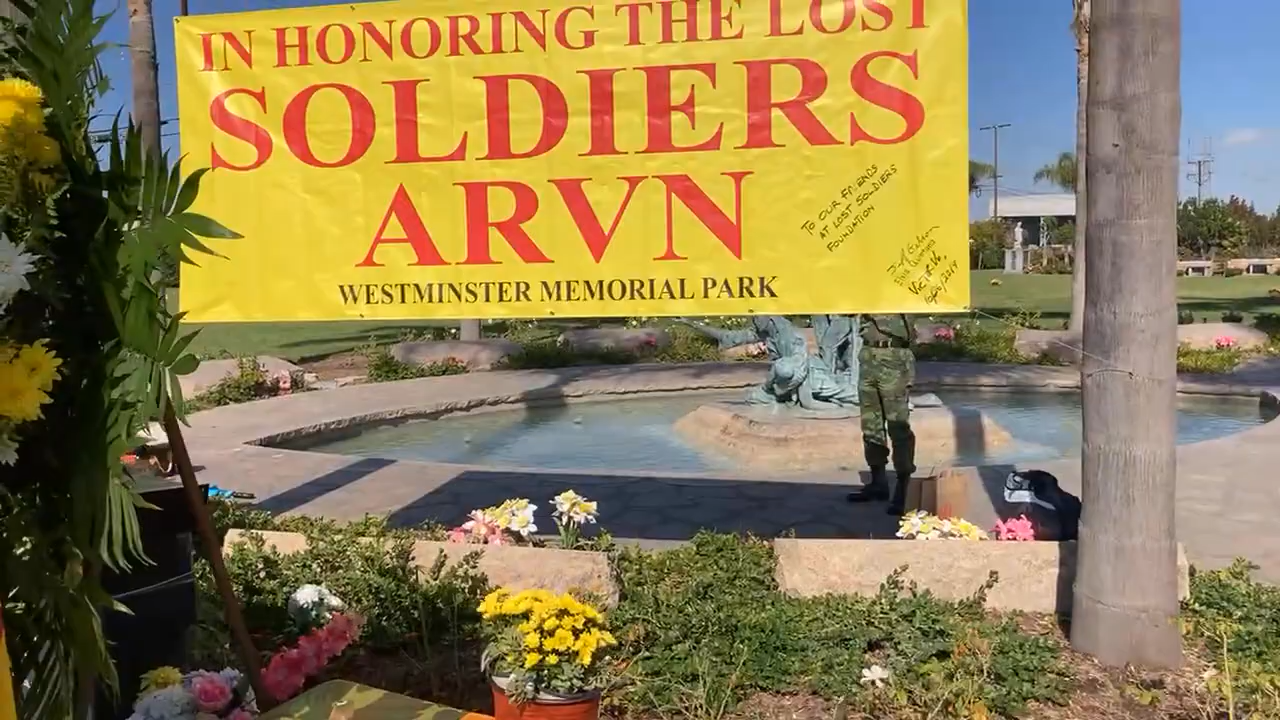 IN HONORING THE LOST
SOLDIERS
ARVN
WESTMINSTER MEMORIAL PARK
TO OUR FRIENDS
AT LOST SOLDIERS
FOUNDATION